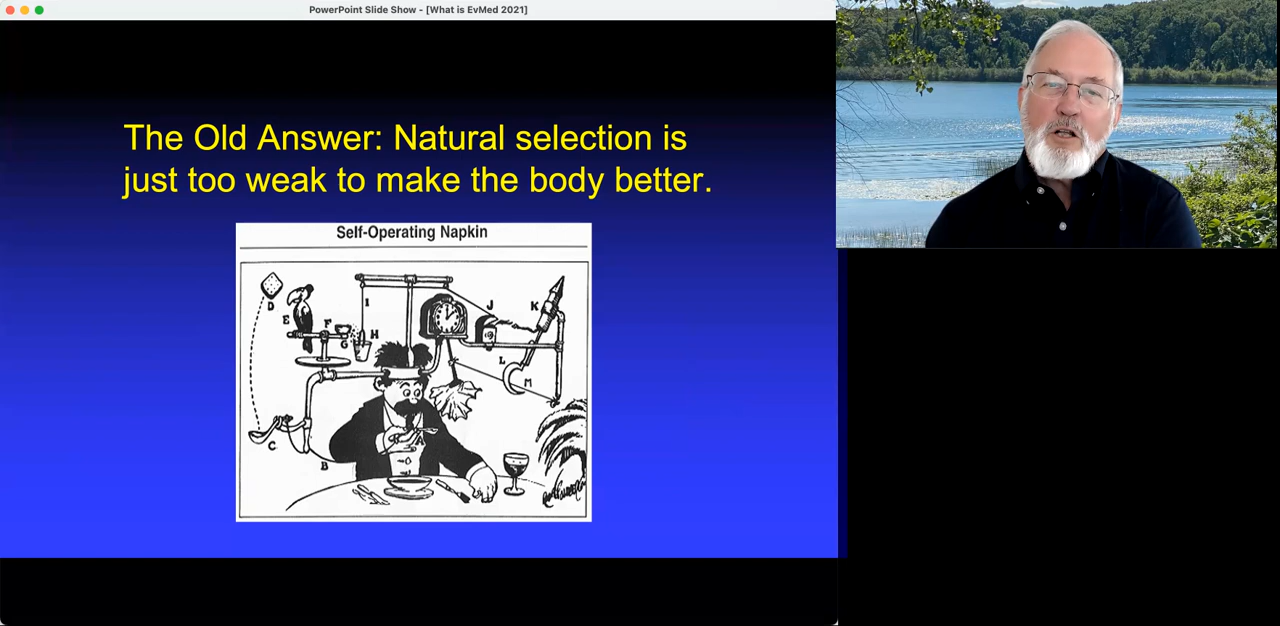 PowerPoint Slide Show - [What is EvMed 2021]
The Old Answer: Natural selection is
just too weak to make the body better.
Self-Operating Napkin
D
E
F
G
H
I
J
K
L
M
A
C
B